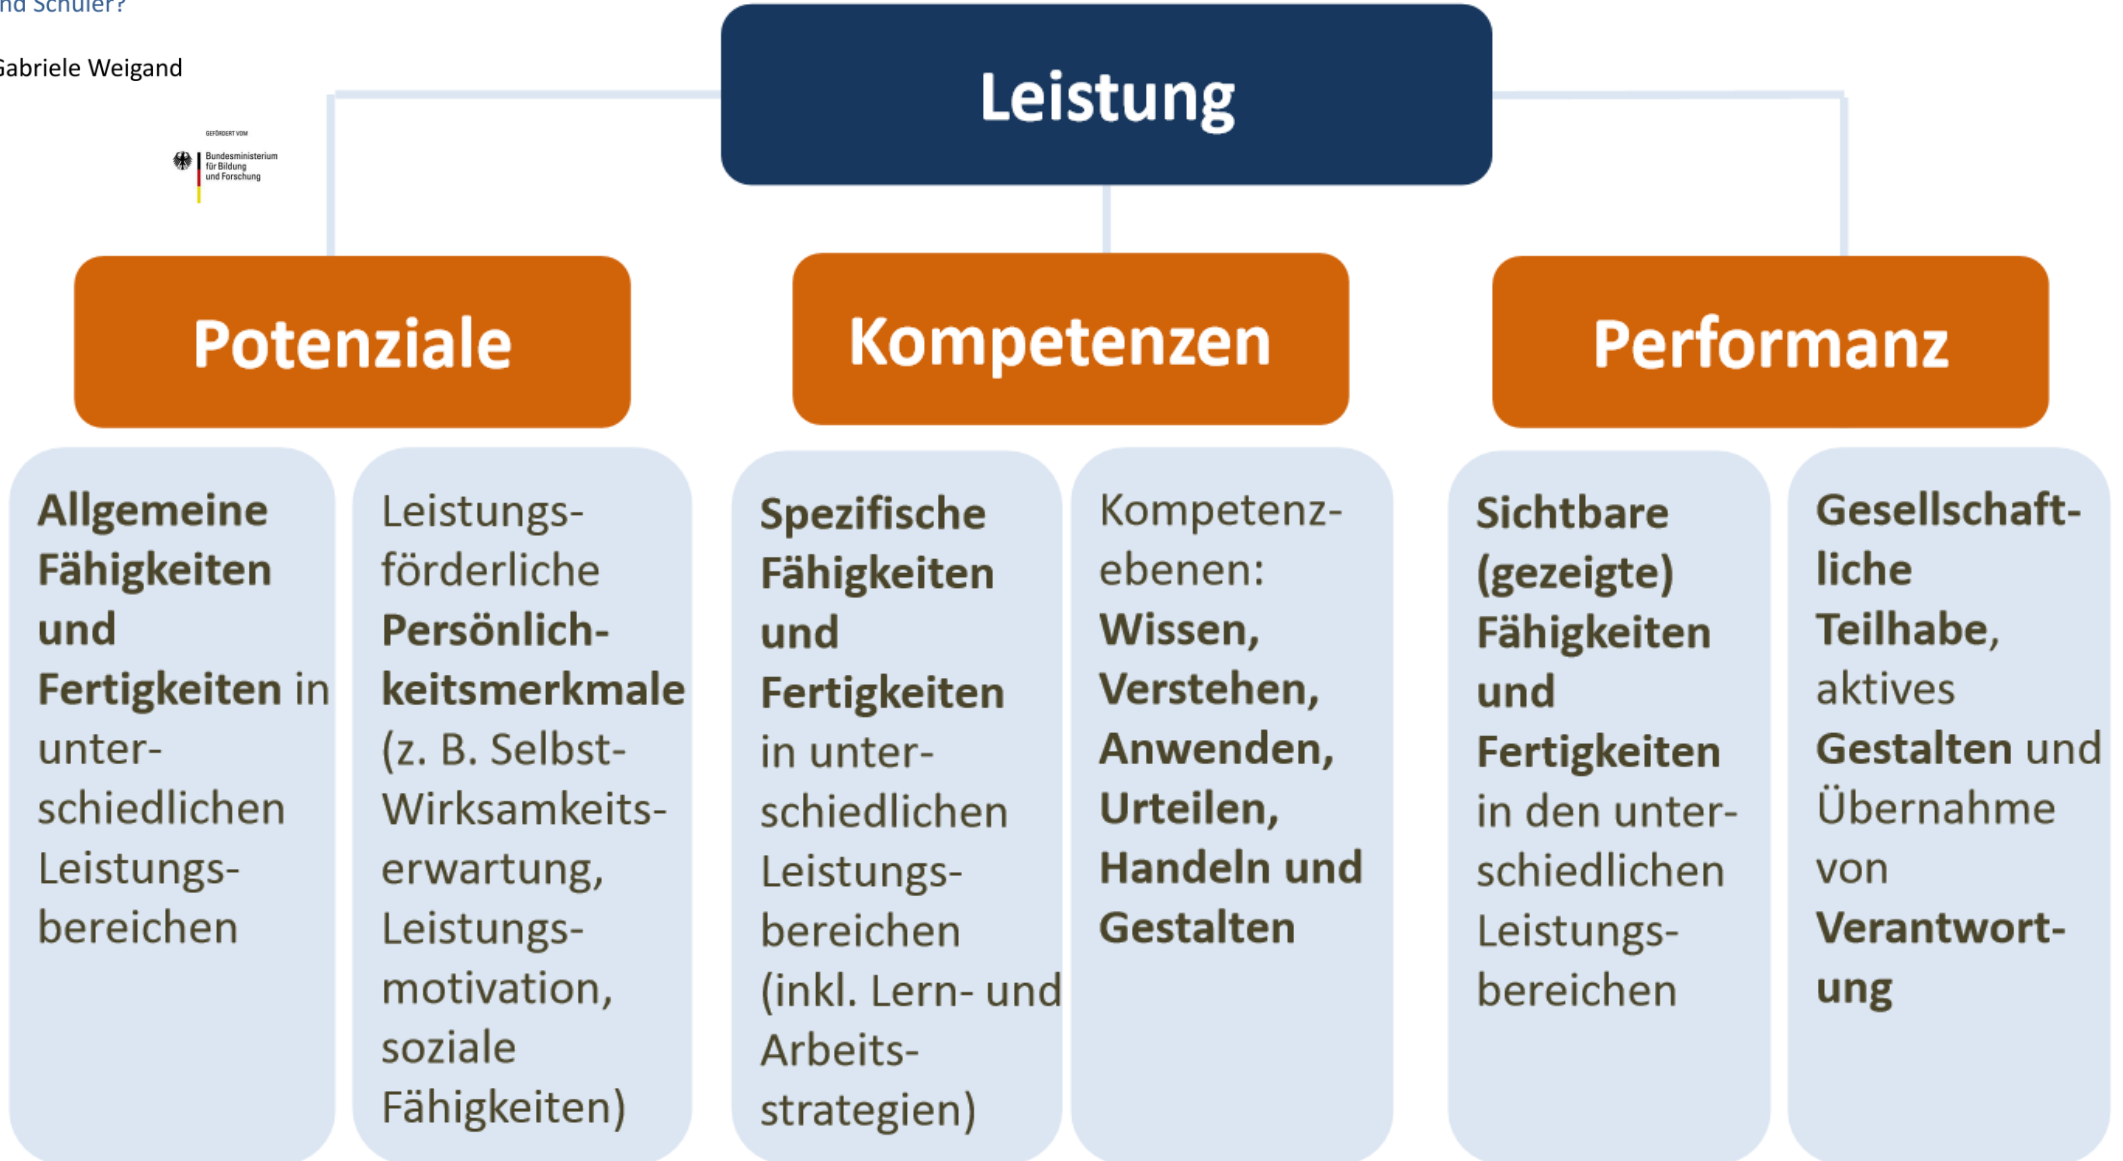 nd Schüler?
Gabriele Weigand
GEFÖRDERT VOM
Bundesministerium
für Bildung
und Forschung
Leistung
Potenziale
Allgemeine
Fähigkeiten
und
Fertigkeiten in
unter-
schiedlichen
Leistungs-
bereichen
Leistungs-
förderliche
Persönlich-
keitsmerkmale
(z. B. Selbst-
Wirksamkeits-
erwartung,
Leistungs-
motivation,
soziale
Fähigkeiten)
Kompetenzen
Spezifische
Fähigkeiten
und
Fertigkeiten
in unter-
schiedlichen
Leistungs-
bereichen
(inkl. Lern- und
Arbeits-
strategien)
Kompetenz-
ebenen:
Wissen,
Verstehen,
Anwenden,
Urteilen,
Handeln und
Gestalten
Performanz
Sichtbare
(gezeigte)
Fähigkeiten
und
Fertigkeiten
in den unter-
schiedlichen
Leistungs-
bereichen
Gesellschaft-
liche
Teilhabe,
aktives
Gestalten und
Übernahme
von
Verantwort-
ung